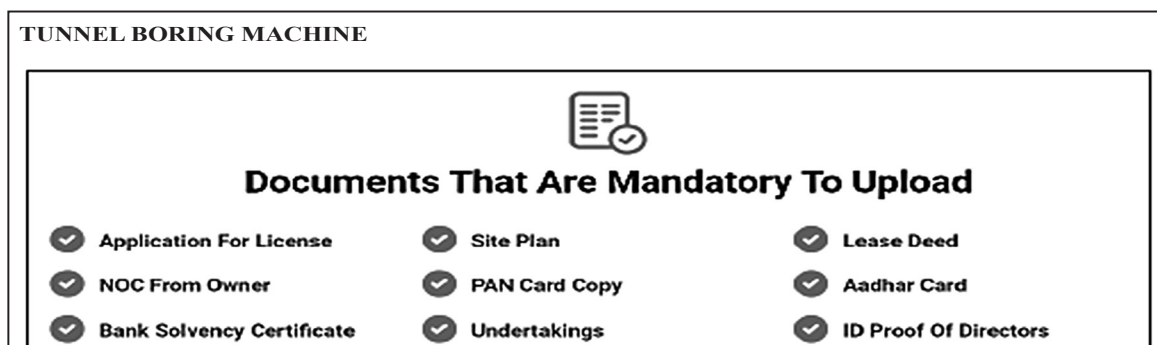 TUNNEL BORING MACHINE
Documents That Are Mandatory To Upload
Application For License
Site Plan
Lease Deed
NOC From Owner
PAN Card Copy
Aadhar Card
Bank Solvency Certificate
Undertakings
ID Proof Of Directors